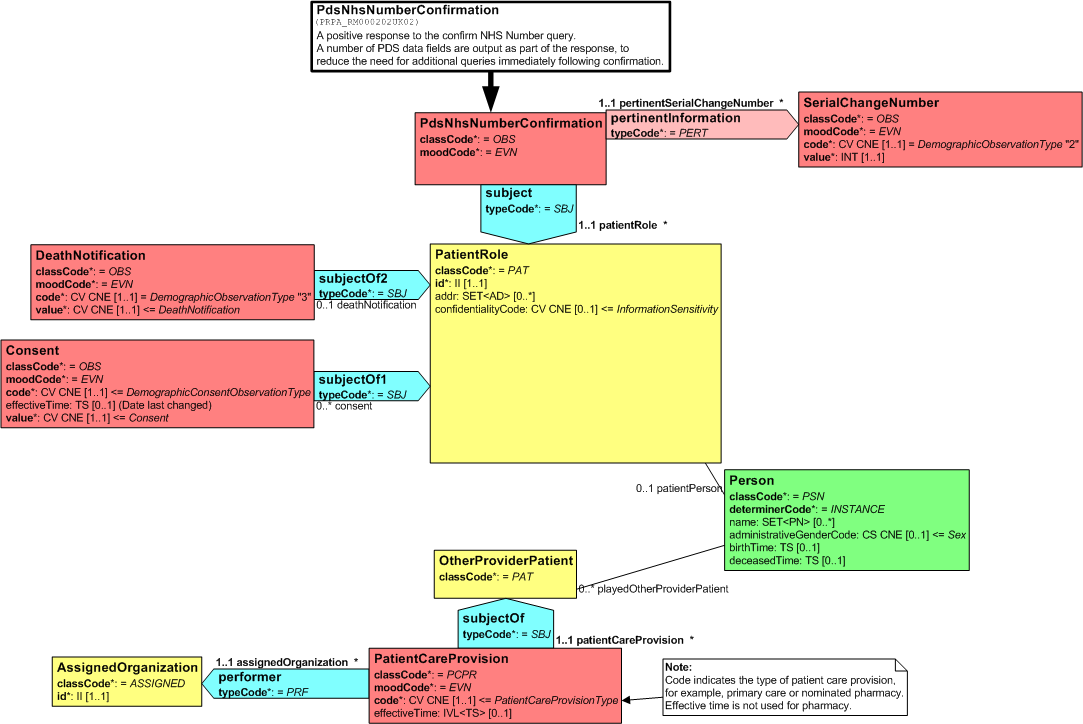 PdsNhsNumberConfirmation
(PRPA_RM000202UK02)
A positive response to the confirm NHS Number query.
A number of PDS data fields are output as part of the response, to
reduce the need for additional queries immediately following confirmation.
1..1 pertinentSerialChangeNumber *
PdsNhsNumberConfirmation
classCode*: = OBS
moodCode*: = EVN
pertinentInformation
typeCode*: = PERT
SerialChangeNumber
classCode*: = OBS
moodCode*: = EVN
code*: CV CNE [1..1] = DemographicObservationType "2"
value*: INT [1..1]
subject
typeCode*: = SBJ
1..1 patientRole *
DeathNotification
classCode*: = OBS
moodCode*: = EVN
code*: CV CNE [1..1] = DemographicObservationType "3"
value*: CV CNE [1..1] <= DeathNotification
subjectOf2
typeCode*: = SBJ
0..1 deathNotification
PatientRole
classCode*: = PAT
id*: II [1..1]
addr: SET<AD> [0..*]
confidentialityCode: CV CNE [0..1] <= InformationSensitivity
Consent
classCode*: = OBS
moodCode*: = EVN
code*: CV CNE [1..1] <= DemographicConsentObservationType
effectiveTime: TS [0..1] (Date last changed)
value*: CV CNE [1..1] <= Consent
subjectOf1
typeCode*: = SBJ
0..* consent
0..1 patientPerson
Person
classCode*: = PSN
determinerCode*: = INSTANCE
name: SET<PN> [0..*]
administrativeGenderCode: CS CNE [0..1] <= Sex
birthTime: TS [0..1]
deceasedTime: TS [0..1]
OtherProviderPatient
classCode*: = PAT
0..* playedOtherProviderPatient
subjectOf
typeCode*: = SBJ
1..1 patientCareProvision *
AssignedOrganization
classCode*: = ASSIGNED
id*: II [1..1]
1..1 assignedOrganization *
performer
typeCode*: = PRF
PatientCareProvision
classCode*: = PCPR
moodCode*: = EVN
code*: CV CNE [1..1] <= PatientCareProvisionType
effectiveTime: IVL<TS> [0..1]
Note:
Code indicates the type of patient care provision,
for example, primary care or nominated pharmacy.
Effective time is not used for pharmacy.